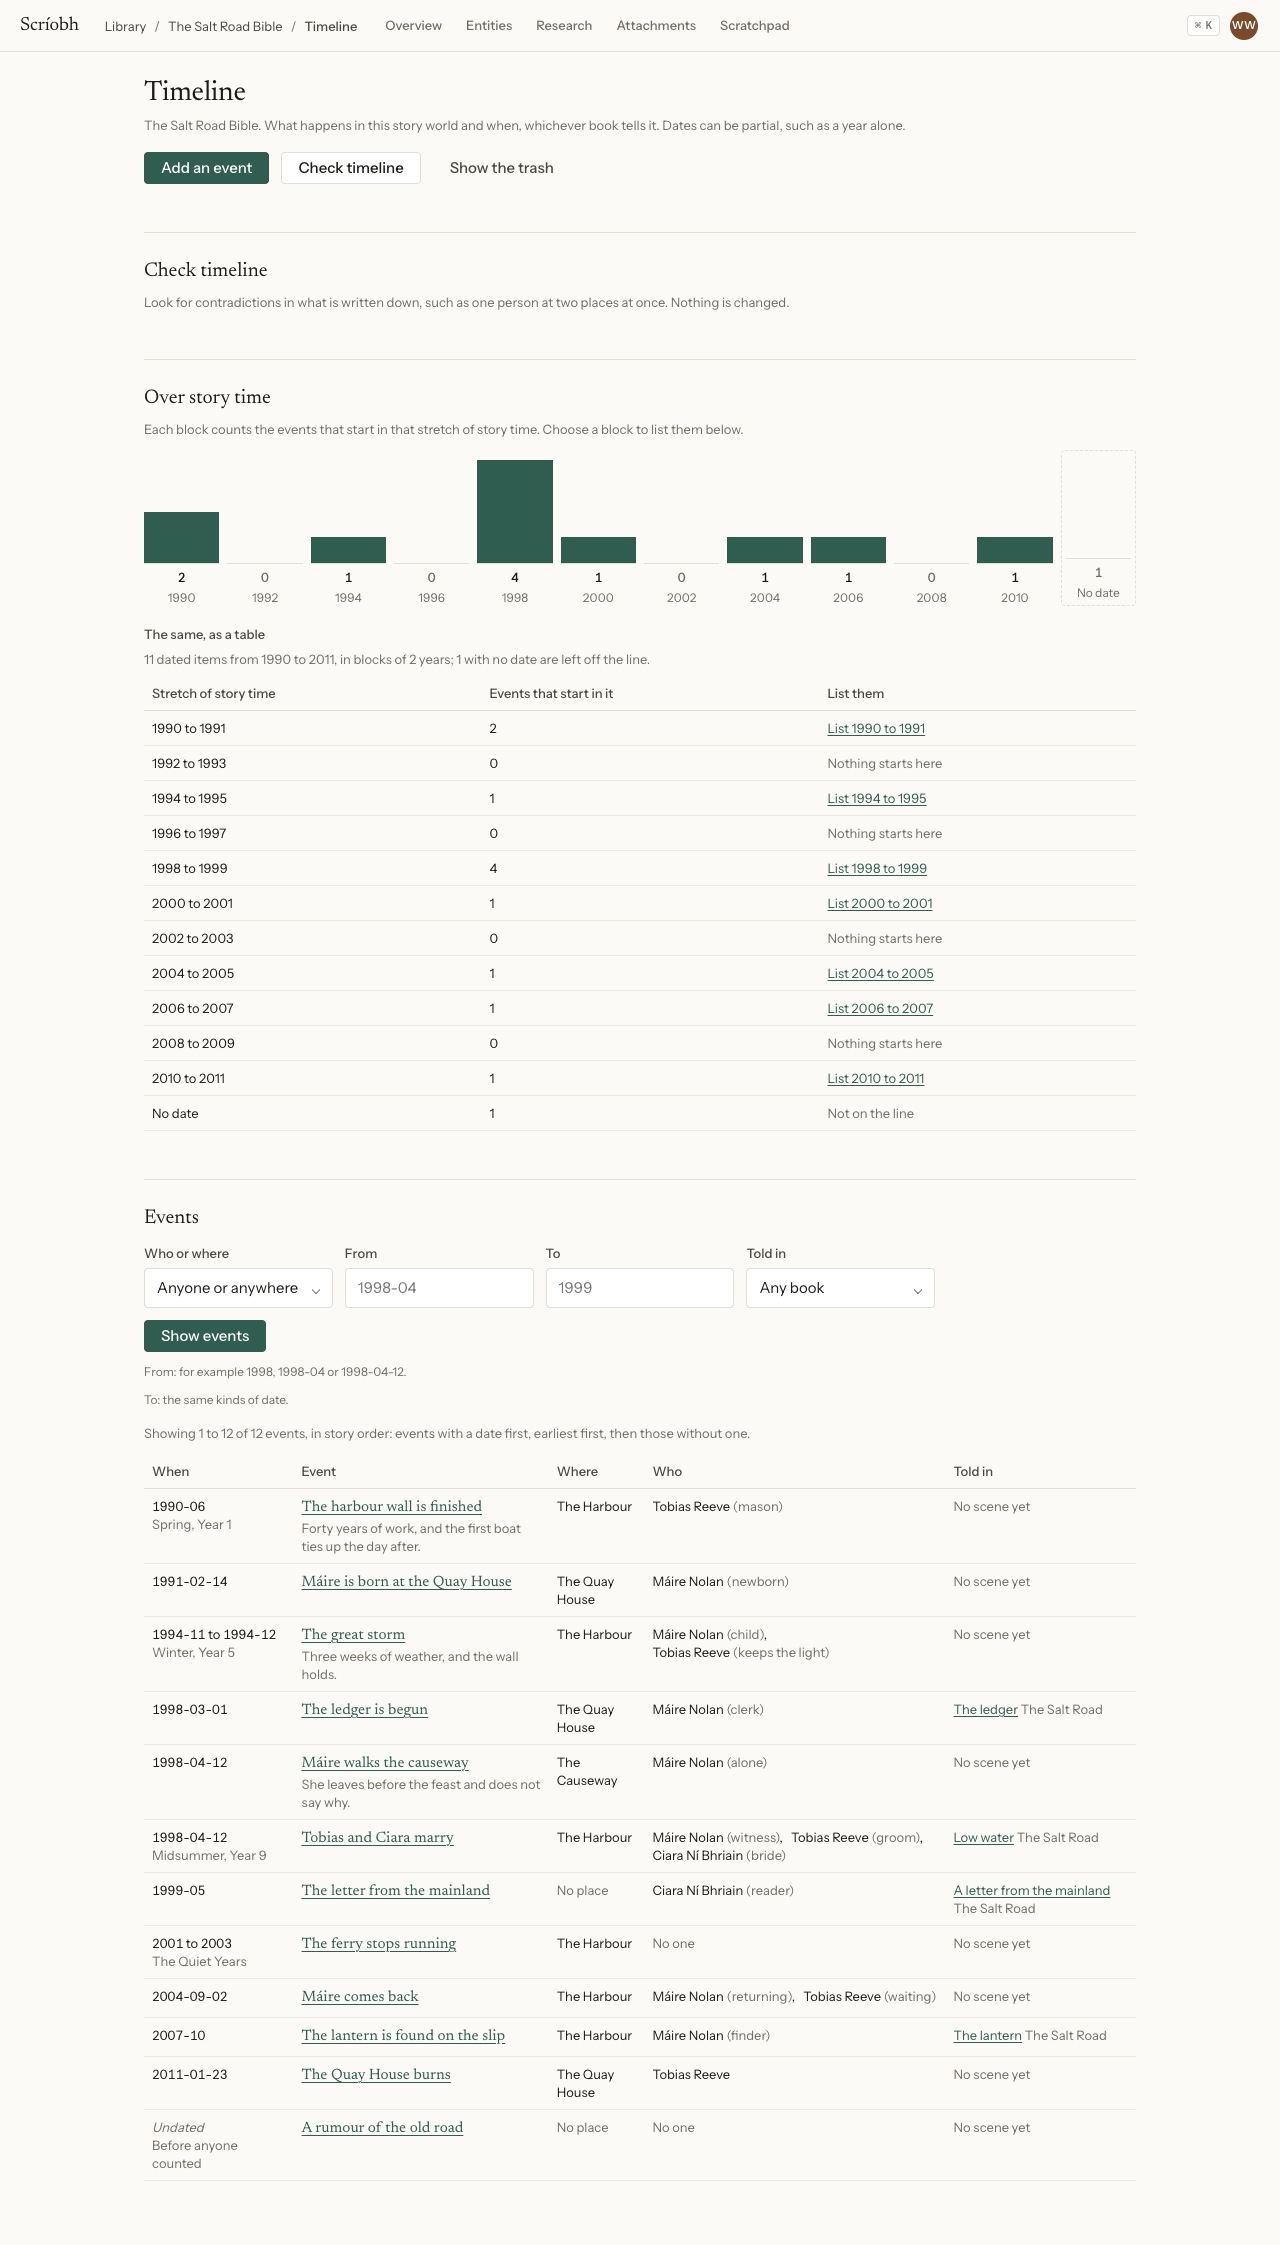 Scríobh Library / The Salt Road Bible / Timeline Overview Entities Research Attachments Scratchpad ⌘ K WW
Timeline
The Salt Road Bible. What happens in this story world and when, whichever book tells it. Dates can be partial, such as a year alone.
Add an event Check timeline Show the trash
Check timeline
Look for contradictions in what is written down, such as one person at two places at once. Nothing is changed.
Over story time
Each block counts the events that start in that stretch of story time. Choose a block to list them below.
2 0 1 0 4 1 0 1 1 0 1 1
1990 1992 1994 1996 1998 2000 2002 2004 2006 2008 2010 No date
The same, as a table
11 dated items from 1990 to 2011, in blocks of 2 years; 1 with no date are left off the line.
Stretch of story time Events that start in it List them
1990 to 1991 2 List 1990 to 1991
1992 to 1993 0 Nothing starts here
1994 to 1995 1 List 1994 to 1995
1996 to 1997 0 Nothing starts here
1998 to 1999 4 List 1998 to 1999
2000 to 2001 1 List 2000 to 2001
2002 to 2003 0 Nothing starts here
2004 to 2005 1 List 2004 to 2005
2006 to 2007 1 List 2006 to 2007
2008 to 2009 0 Nothing starts here
2010 to 2011 1 List 2010 to 2011
No date 1 Not on the line
Events
Who or where From To Told in
Anyone or anywhere 1998-04 1999 Any book
Show events
From: for example 1998, 1998-04 or 1998-04-12.
To: the same kinds of date.
Showing 1 to 12 of 12 events, in story order: events with a date first, earliest first, then those without one.
When Event Where Who Told in
1990-06 The harbour wall is finished The Harbour Tobias Reeve (mason) No scene yet
Spring, Year 1 Forty years of work, and the first boat
ties up the day after.
1991-02-14 Máire is born at the Quay House The Quay Máire Nolan (newborn) No scene yet
House
1994-11 to 1994-12 The great storm The Harbour Máire Nolan (child), No scene yet
Winter, Year 5 Three weeks of weather, and the wall Tobias Reeve (keeps the light)
holds.
1998-03-01 The ledger is begun The Quay Máire Nolan (clerk) The ledger The Salt Road
House
1998-04-12 Máire walks the causeway The Máire Nolan (alone) No scene yet
She leaves before the feast and does not Causeway
say why.
1998-04-12 Tobias and Ciara marry The Harbour Máire Nolan (witness), Tobias Reeve (groom), Low water The Salt Road
Midsummer, Year 9 Ciara Ní Bhriain (bride)
1999-05 The letter from the mainland No place Ciara Ní Bhriain (reader) A letter from the mainland
The Salt Road
2001 to 2003 The ferry stops running The Harbour No one No scene yet
The Quiet Years
2004-09-02 Máire comes back The Harbour Máire Nolan (returning), Tobias Reeve (waiting) No scene yet
2007-10 The lantern is found on the slip The Harbour Máire Nolan (finder) The lantern The Salt Road
2011-01-23 The Quay House burns The Quay Tobias Reeve No scene yet
House
Undated A rumour of the old road No place No one No scene yet
Before anyone
counted